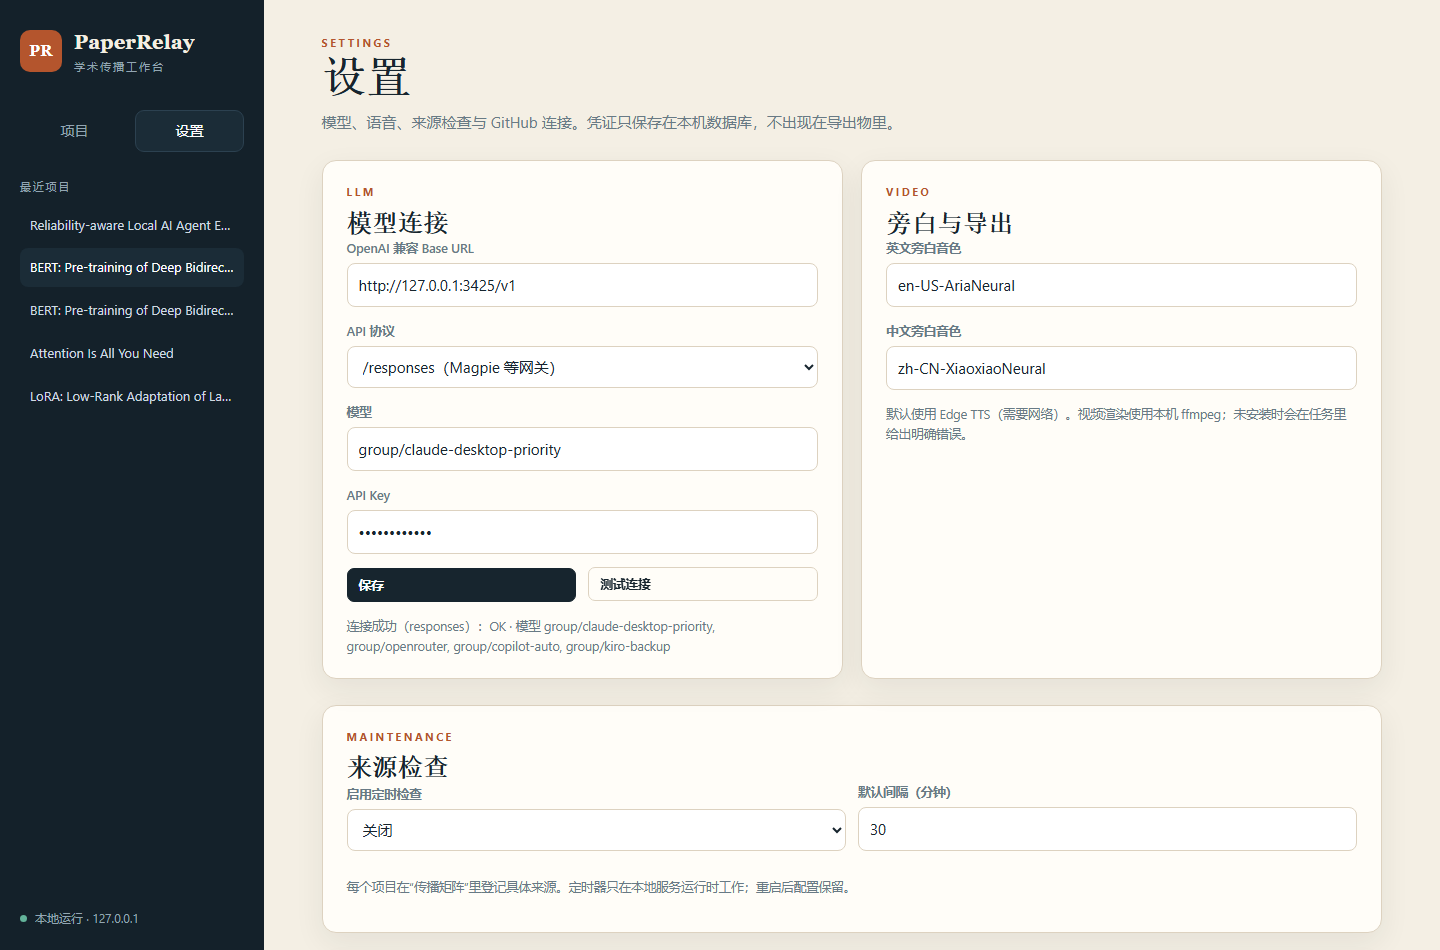 PR
PaperRelay
学术传播工作台
项目
设置
最近项目
Reliability-aware Local AI Agent E...
BERT: Pre-training of Deep Bidirec...
BERT: Pre-training of Deep Bidirec...
Attention Is All You Need
LoRA: Low-Rank Adaptation of La...
本地运行 · 127.0.0.1
SETTINGS
设置
模型、语音、来源检查与 GitHub 连接。凭证只保存在本机数据库，不出现在导出物里。
LLM
模型连接
OpenAI 兼容 Base URL
http://127.0.0.1:3425/v1
API 协议
/responses（Magpie 等网关）
模型
group/claude-desktop-priority
API Key
••••••••••••
保存
测试连接
连接成功（responses）：OK · 模型 group/claude-desktop-priority,
group/openrouter, group/copilot-auto, group/kiro-backup
VIDEO
旁白与导出
英文旁白音色
en-US-AriaNeural
中文旁白音色
zh-CN-XiaoxiaoNeural
默认使用 Edge TTS（需要网络）。视频渲染使用本机 ffmpeg；未安装时会在任务里
给出明确错误。
MAINTENANCE
来源检查
启用定时检查
关闭
默认间隔（分钟）
30
每个项目在“传播矩阵”里登记具体来源。定时器只在本地服务运行时工作；重启后配置保留。